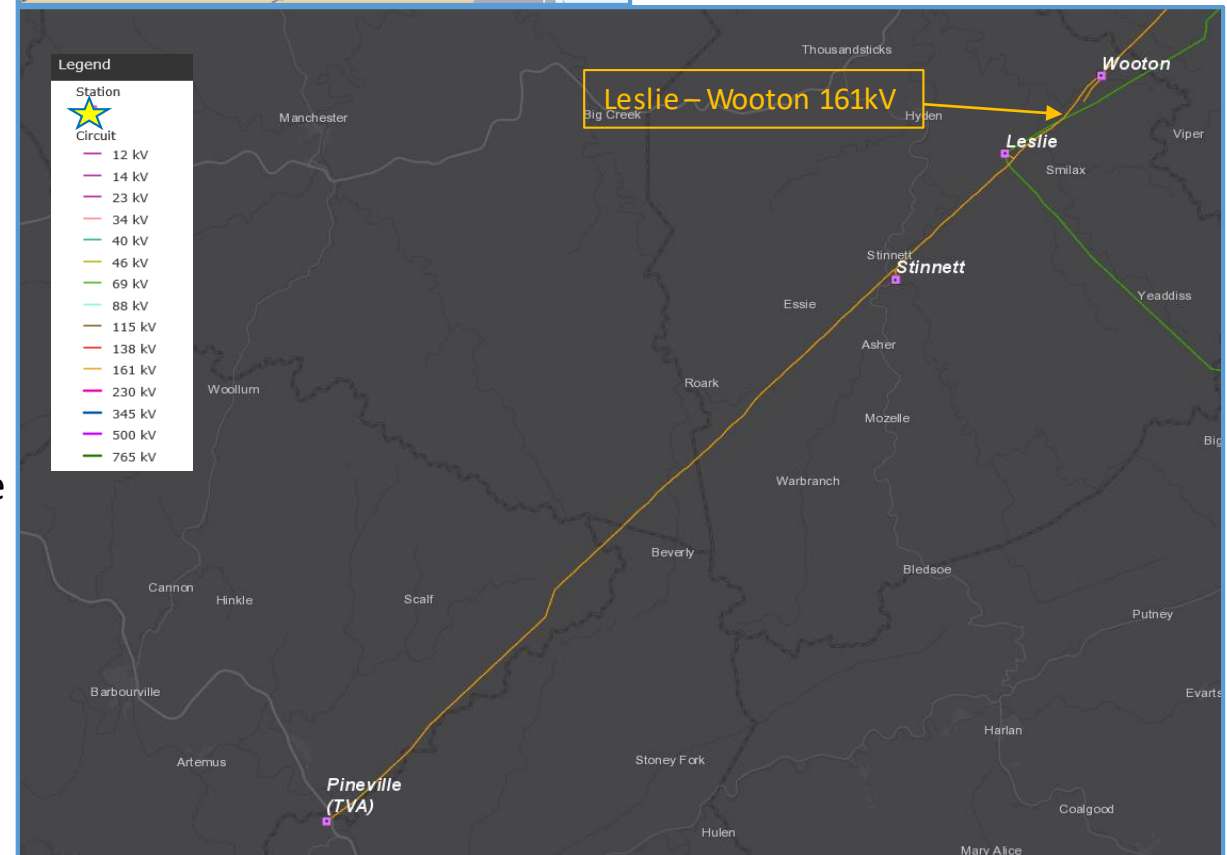 Legend
Station
Circuit
12 kV
14 kV
23 kV
34 kV
40 kV
46 kV
69 kV
88 kV
115 kV
138 kV
161 kV
230 kV
345 kV
500 kV
765 kV
Thousandsticks
Wooton
Leslie – Wooton 161kV
Big Creek
Hyden
Manchester
Viper
Leslie
Smilax
Stinnett
Stinnett
Yeaddiss
Essie
Asher
Roark
Woollum
Mozelle
Big
Warbranch
e
Beverly
Bledsoe
Cannon
Hinkle
Scalf
Putney
Barbourville
Evarts
Harlan
Artemus
Stoney Fork
Pineville
(TVA)
Coalgood
Hulen
Mary Alice